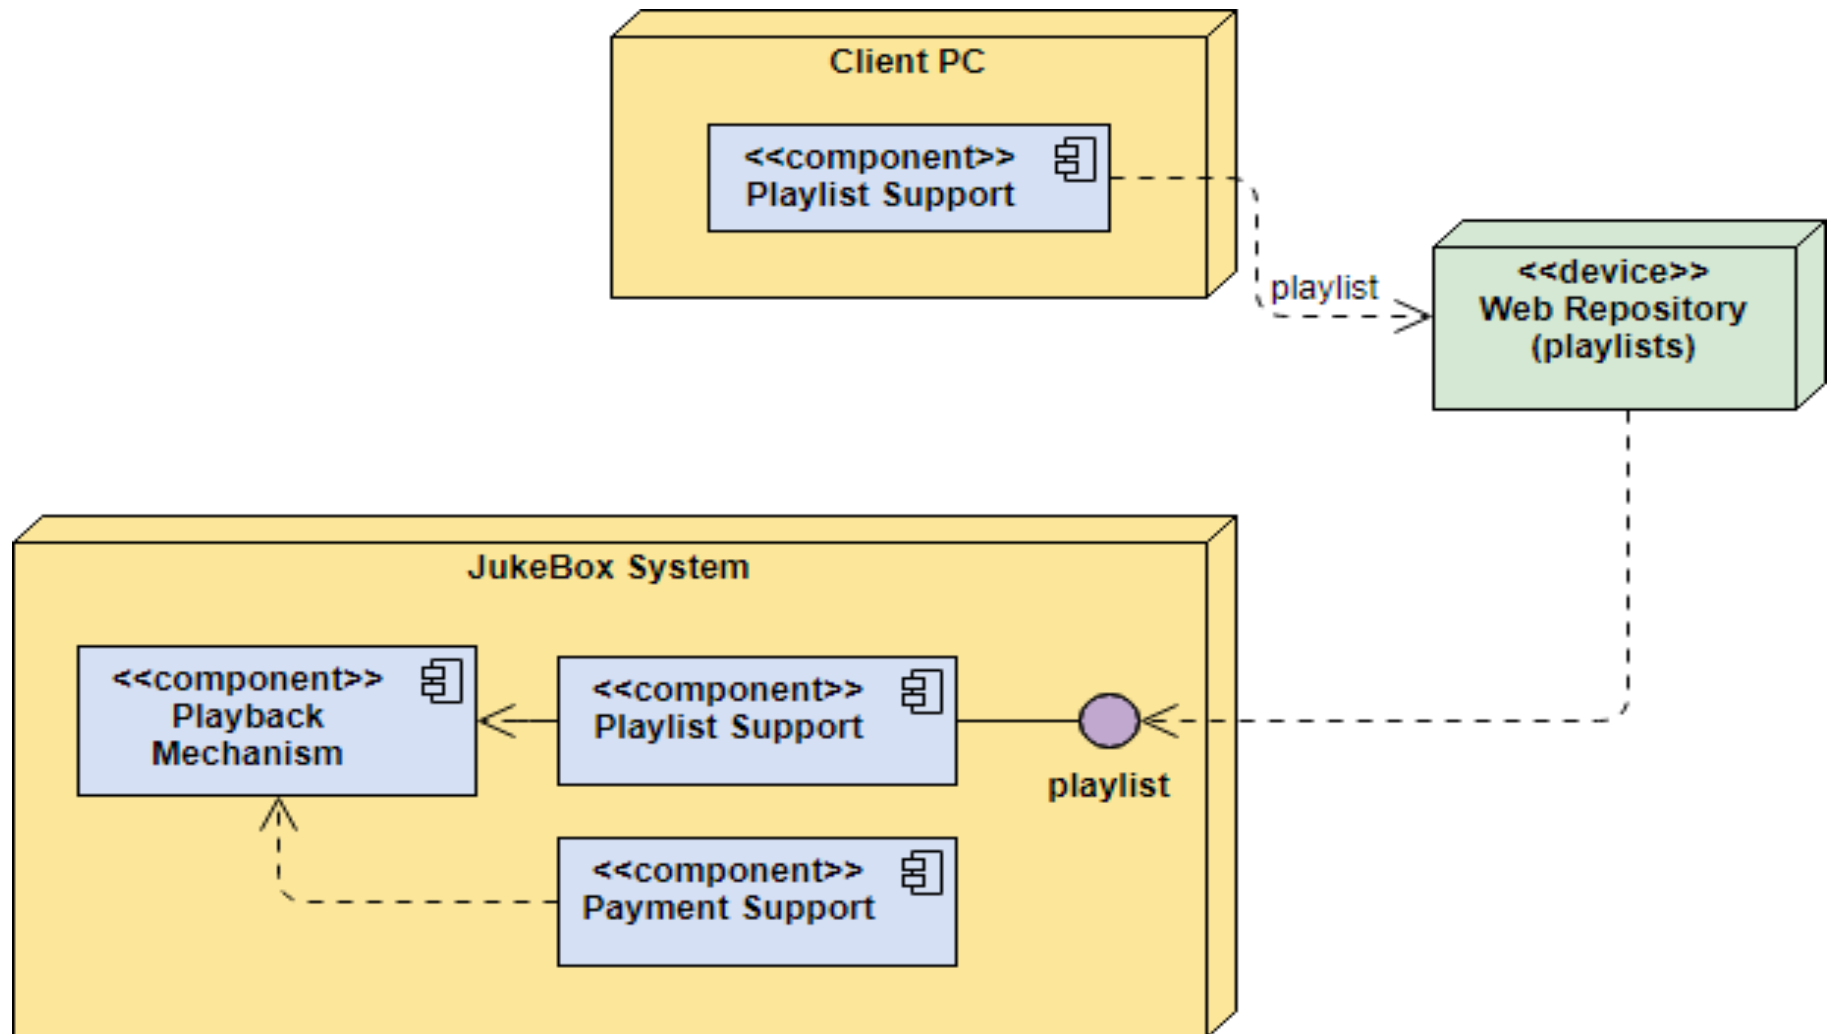 Client PC
<<component>>
Playlist Support
playlist
<<device>>
Web Repository
(playlists)
JukeBox System
<<component>>
Playback
Mechanism
<<component>>
Playlist Support
playlist
<<component>>
Payment Support